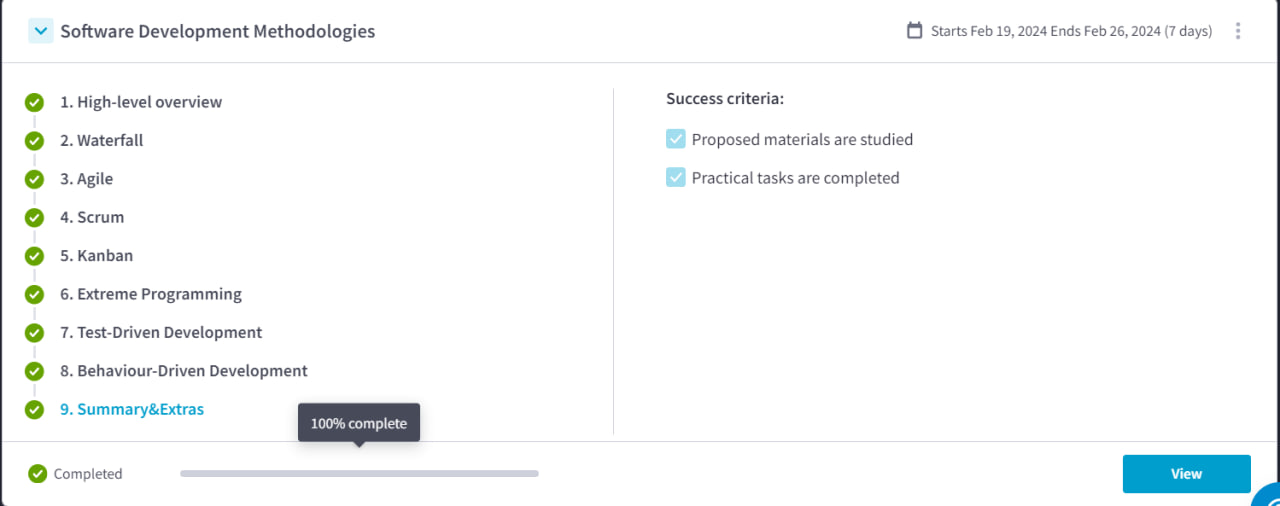 Software Development Methodologies
Starts Feb 19, 2024 Ends Feb 26, 2024 (7 days)
1. High-level overview
2. Waterfall
3. Agile
4. Scrum
5. Kanban
6. Extreme Programming
7. Test-Driven Development
8. Behaviour-Driven Development
9. Summary&Extras
Success criteria:
Proposed materials are studied
Practical tasks are completed
100% complete
Completed
View